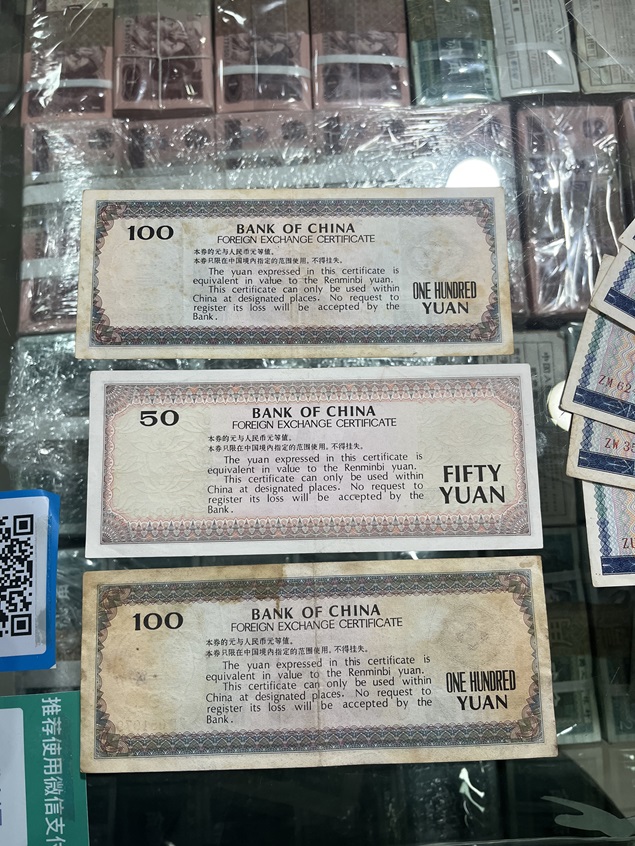 100
BANK OF CHINA
FOREIGN EXCHANGE CERTIFICATE
本券的元与人民币元等值。
本券只限在中国境内指定的范围使用，不得挂失。
The yuan expressed in this certificate is
equivalent in value to the Renminbi yuan.
This certificate can only be used within
China at designated places. No request to
register its loss will be accepted by the
Bank.
ONE HUNDRED
YUAN
50
BANK OF CHINA
FOREIGN EXCHANGE CERTIFICATE
本券的元与人民币元等值。
本券只限在中国境内指定的范围使用，不得挂失。
The yuan expressed in this certificate is
equivalent in value to the Renminbi yuan.
This certificate can only be used within
China at designated places. No request to
register its loss will be accepted by the
Bank.
FIFTY
YUAN
100
BANK OF CHINA
FOREIGN EXCHANGE CERTIFICATE
本券的元与人民币元等值。
本券只限在中国境内指定的范围使用，不得挂失。
The yuan expressed in this certificate is
equivalent in value to the Renminbi yuan.
This certificate can only be used within
China at designated places. No request to
register its loss will be accepted by the
Bank.
ONE HUNDRED
YUAN
ZM 62
ZW 35
ZU
推荐使用微信支付